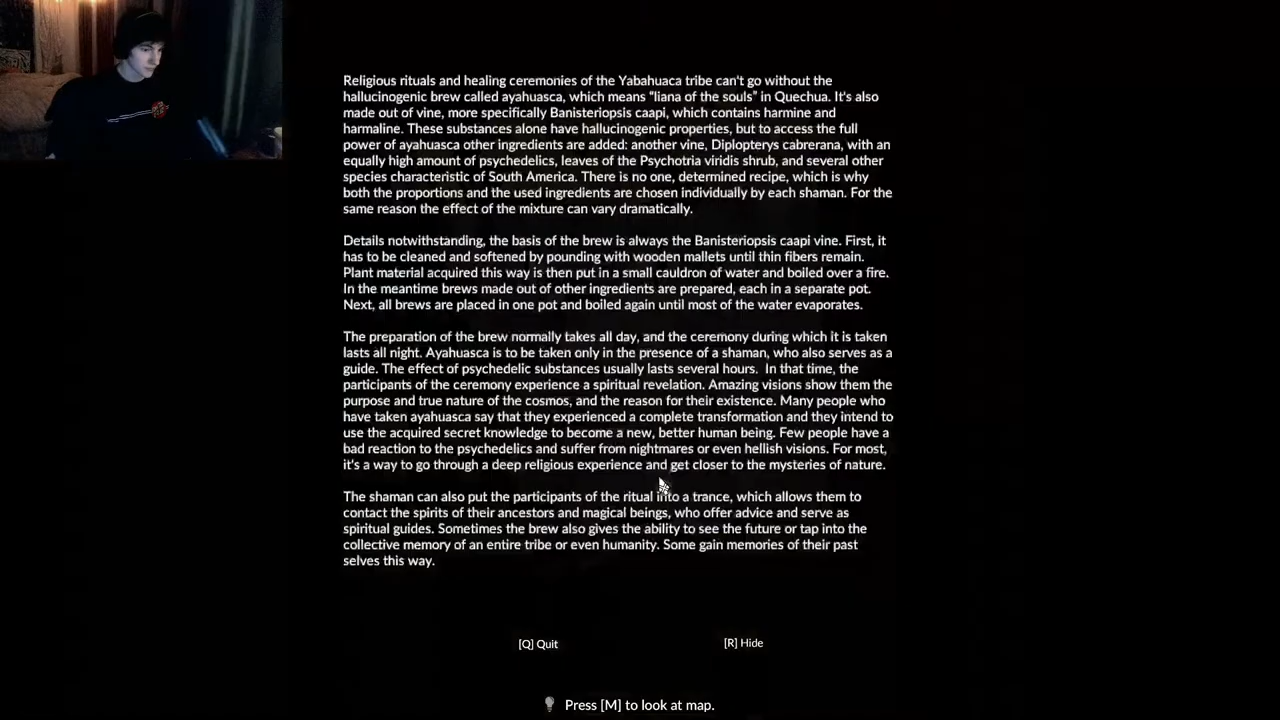 Religious rituals and healing ceremonies of the Yabahuaca tribe can't go without the
hallucinogenic brew called ayahuasca, which means “liana of the souls” in Quechua. It's also
made out of vine, more specifically Banisteriopsis caapi, which contains harmine and
harmaline. These substances alone have hallucinogenic properties, but to access the full
power of ayahuasca other ingredients are added: another vine, Diplopterys cabrerana, with an
equally high amount of psychedelics, leaves of the Psychotria viridis shrub, and several other
species characteristic of South America. There is no one, determined recipe, which is why
both the proportions and the used ingredients are chosen individually by each shaman. For the
same reason the effect of the mixture can vary dramatically.
Details notwithstanding, the basis of the brew is always the Banisteriopsis caapi vine. First, it
has to be cleaned and softened by pounding with wooden mallets until thin fibers remain.
Plant material acquired this way is then put in a small cauldron of water and boiled over a fire.
In the meantime brews made out of other ingredients are prepared, each in a separate pot.
Next, all brews are placed in one pot and boiled again until most of the water evaporates.
The preparation of the brew normally takes all day, and the ceremony during which it is taken
lasts all night. Ayahuasca is to be taken only in the presence of a shaman, who also serves as a
guide. The effect of psychedelic substances usually lasts several hours. In that time, the
participants of the ceremony experience a spiritual revelation. Amazing visions show them the
purpose and true nature of the cosmos, and the reason for their existence. Many people who
have taken ayahuasca say that they experienced a complete transformation and they intend to
use the acquired secret knowledge to become a new, better human being. Few people have a
bad reaction to the psychedelics and suffer from nightmares or even hellish visions. For most,
it's a way to go through a deep religious experience and get closer to the mysteries of nature.
The shaman can also put the participants of the ritual into a trance, which allows them to
contact the spirits of their ancestors and magical beings, who offer advice and serve as
spiritual guides. Sometimes the brew also gives the ability to see the future or tap into the
collective memory of an entire tribe or even humanity. Some gain memories of their past
selves this way.
[Q] Quit
[R] Hide
Press [M] to look at map.